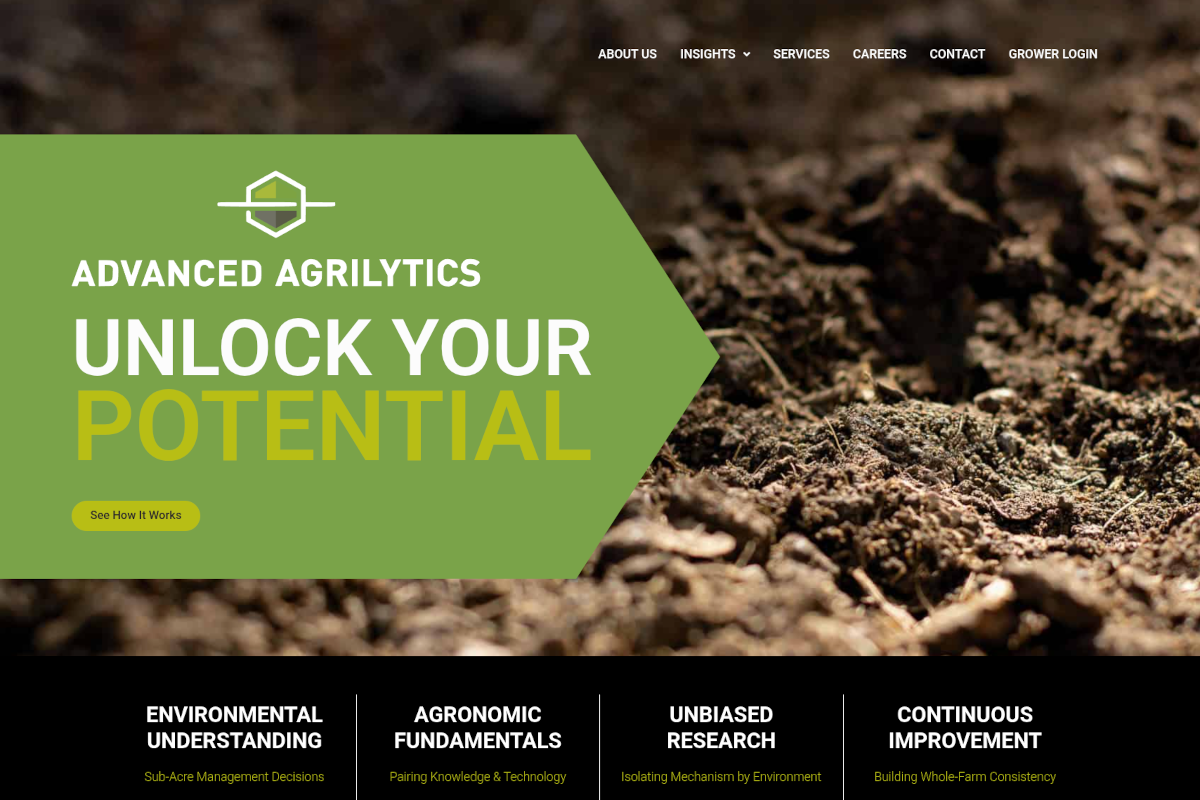 ABOUT US INSIGHTS SERVICES CAREERS CONTACT GROWER LOGIN
ADVANCED AGRILYTICS
UNLOCK YOUR
POTENTIAL
See How It Works
ENVIRONMENTAL
UNDERSTANDING
Sub-Acre Management Decisions
AGRONOMIC
FUNDAMENTALS
Pairing Knowledge & Technology
UNBIASED
RESEARCH
Isolating Mechanism by Environment
CONTINUOUS
IMPROVEMENT
Building Whole-Farm Consistency